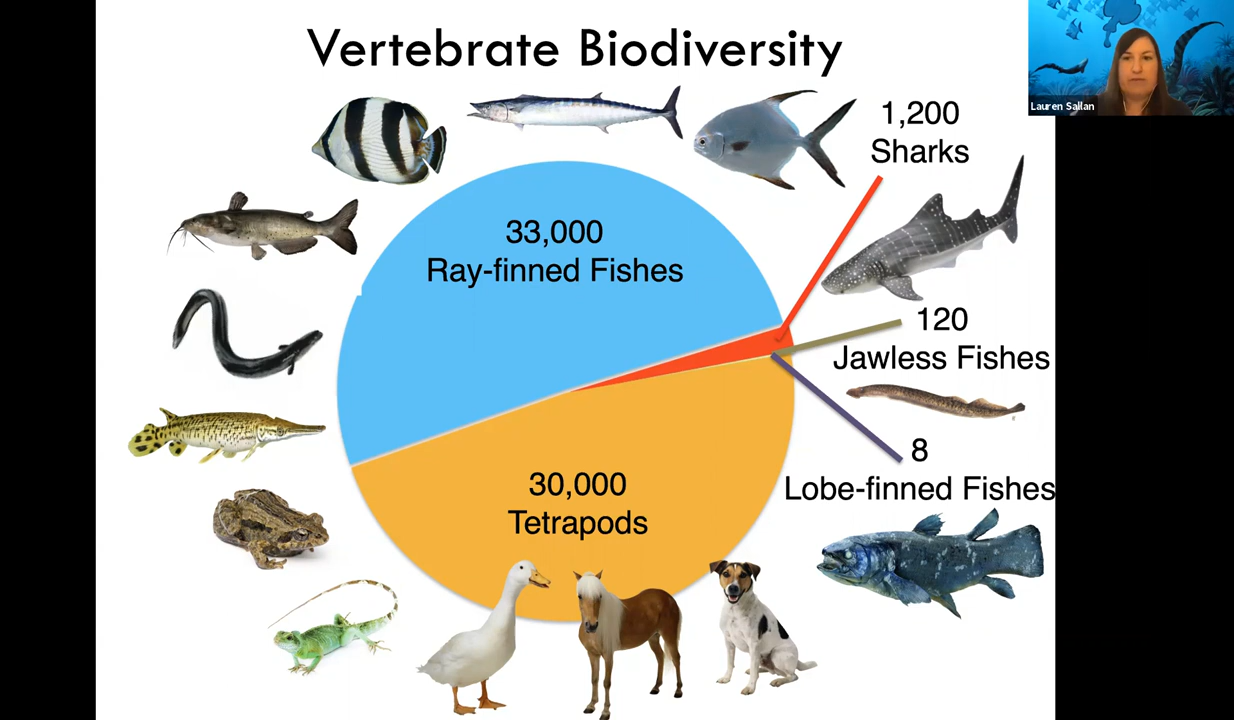 Vertebrate Biodiversity
Lauren Sallan
1,200
Sharks
33,000
Ray-finned Fishes
120
Jawless Fishes
8
Lobe-finned Fishes
30,000
Tetrapods